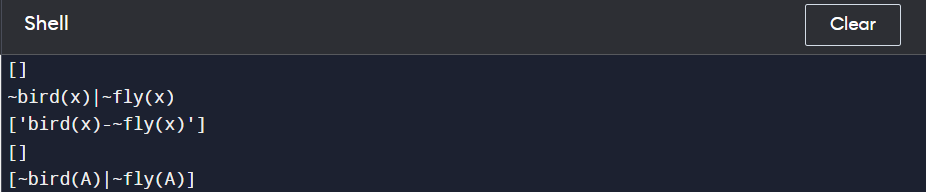 Shell
Clear
[]
~bird(x)|~fly(x)
['bird(x)-~fly(x)']
[]
[~bird(A)|~fly(A)]